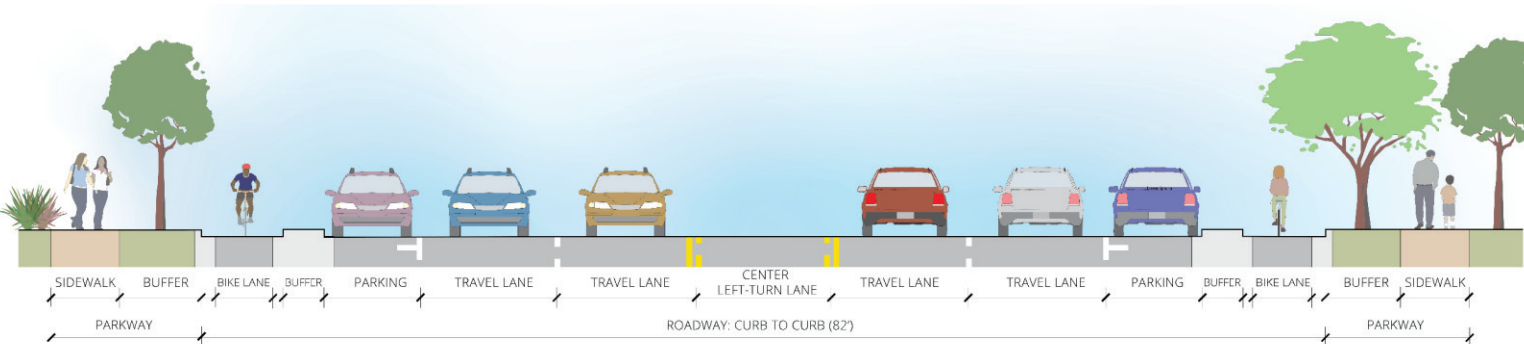 SIDEWALK BUFFER BIKE LANE BUFFER PARKING TRAVEL LANE TRAVEL LANE CENTER LEFT-TURN LANE TRAVEL LANE TRAVEL LANE PARKING BUFFER BIKE LANE BUFFER SIDEWALK
PARKWAY ROADWAY: CURB TO CURB (82') PARKWAY